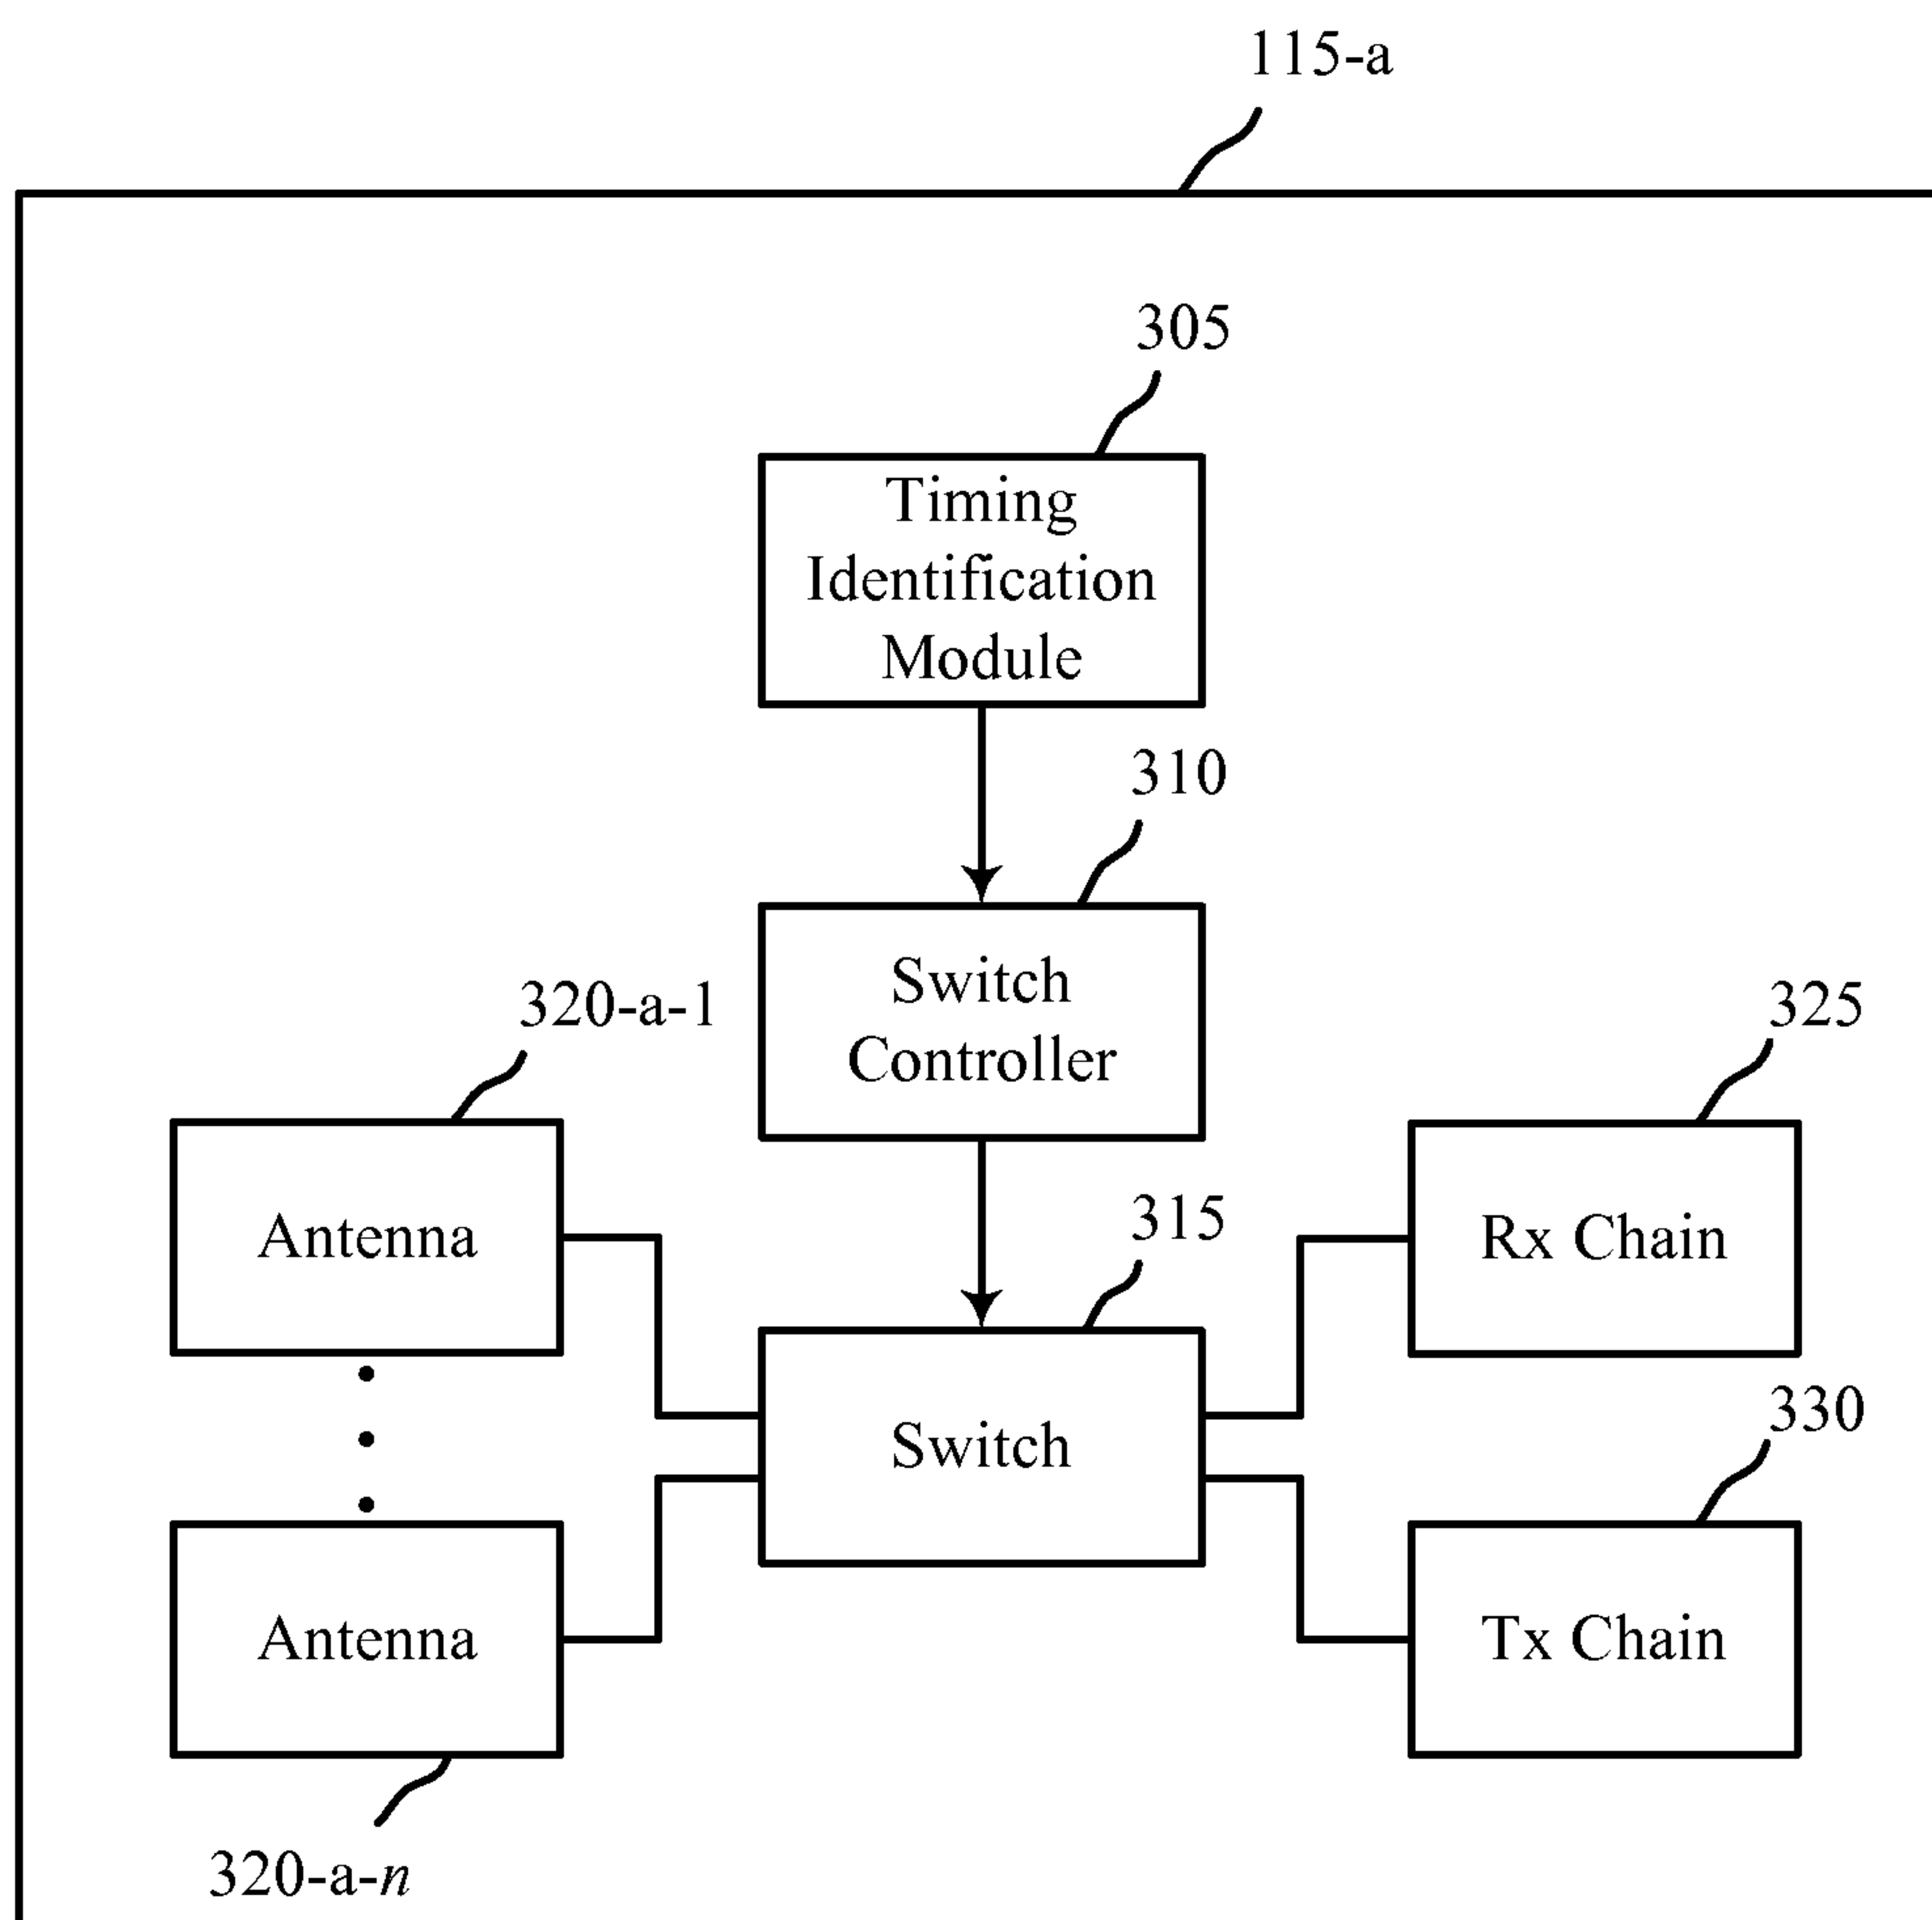 115-a
305
Timing
Identification
Module
310
Switch
Controller
320-a-1
325
Antenna
315
Rx Chain
Switch
330
Antenna
Tx Chain
320-a-n